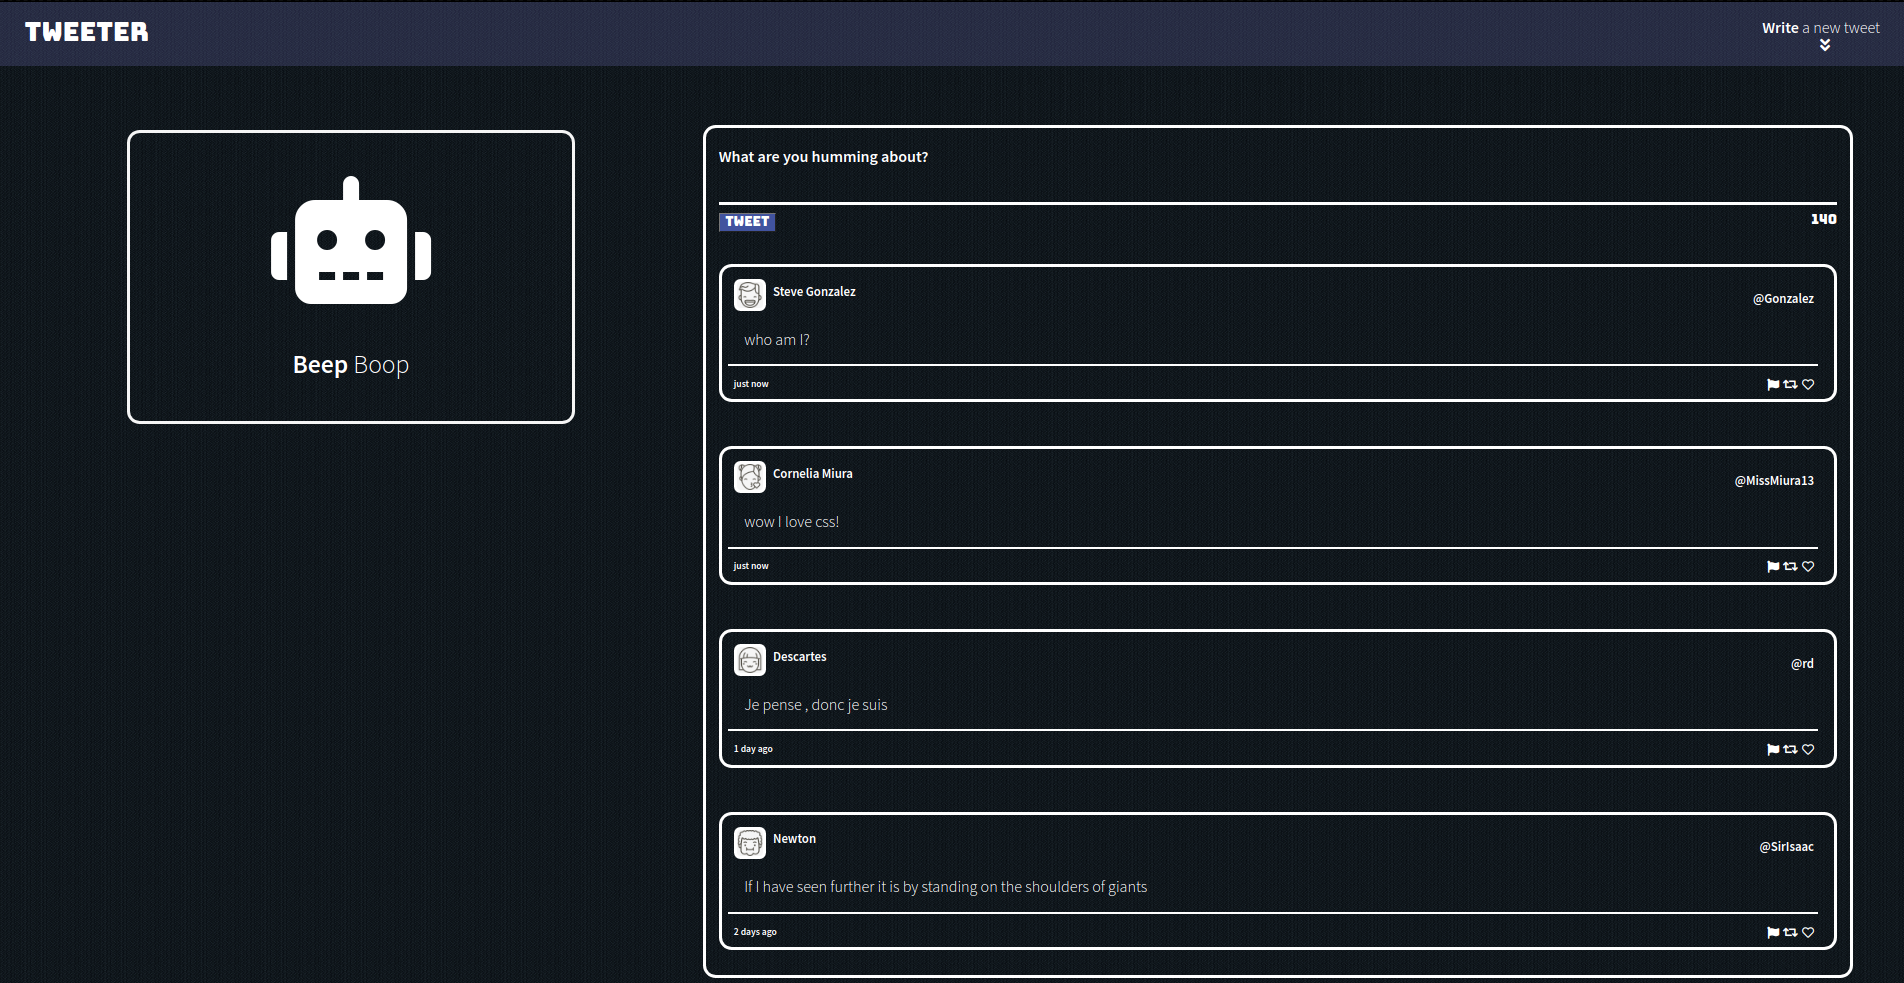 TWEETER
Write a new tweet
Beep Boop
What are you humming about?
TWEET
140
Steve Gonzalez
@Gonzalez
who am I?
just now
Cornelia Miura
@MissMiura13
wow I love css!
just now
Descartes
@rd
Je pense , donc je suis
1 day ago
Newton
@SirIsaac
If I have seen further it is by standing on the shoulders of giants
2 days ago